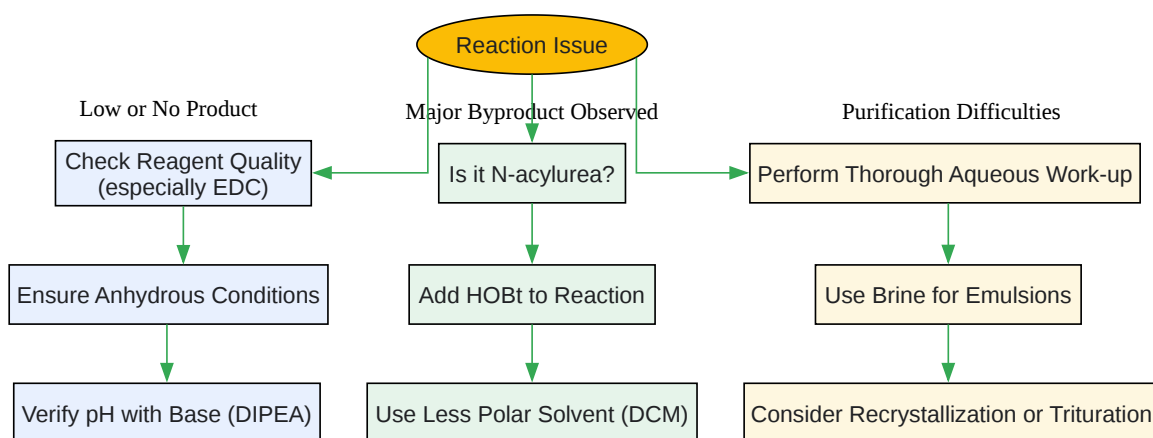 Reaction Issue
Low or No Product
Major Byproduct Observed
Purification Difficulties
Check Reagent Quality
(especially EDC)
Is it N-acylurea?
Perform Thorough Aqueous Work-up
Ensure Anhydrous Conditions
Add HOBt to Reaction
Use Brine for Emulsions
Verify pH with Base (DIPEA)
Use Less Polar Solvent (DCM)
Consider Recrystallization or Trituration